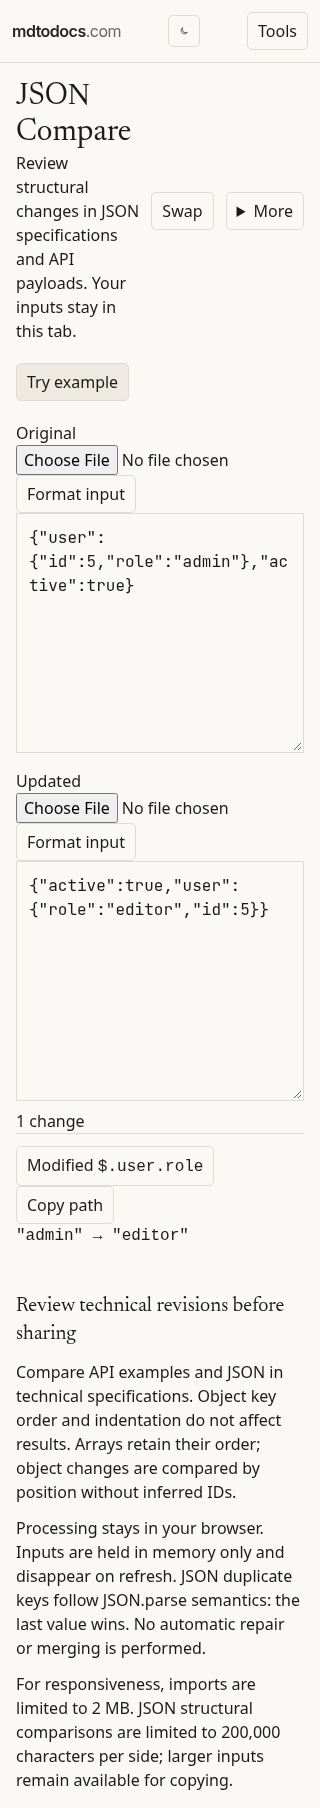 mdtodocs.com
Tools
JSON
Compare
Review
structural
changes in JSON
specifications
and API
payloads. Your
inputs stay in
this tab.
Swap
▶ More
Try example
Original
Choose File No file chosen
Format input
{"user":
{"id":5,"role":"admin"},"ac
tive":true}
Updated
Choose File No file chosen
Format input
{"active":true,"user":
{"role":"editor","id":5}}
1 change
Modified $.user.role
Copy path
"admin" → "editor"
Review technical revisions before
sharing
Compare API examples and JSON in
technical specifications. Object key
order and indentation do not affect
results. Arrays retain their order;
object changes are compared by
position without inferred IDs.
Processing stays in your browser.
Inputs are held in memory only and
disappear on refresh. JSON duplicate
keys follow JSON.parse semantics: the
last value wins. No automatic repair
or merging is performed.
For responsiveness, imports are
limited to 2 MB. JSON structural
comparisons are limited to 200,000
characters per side; larger inputs
remain available for copying.